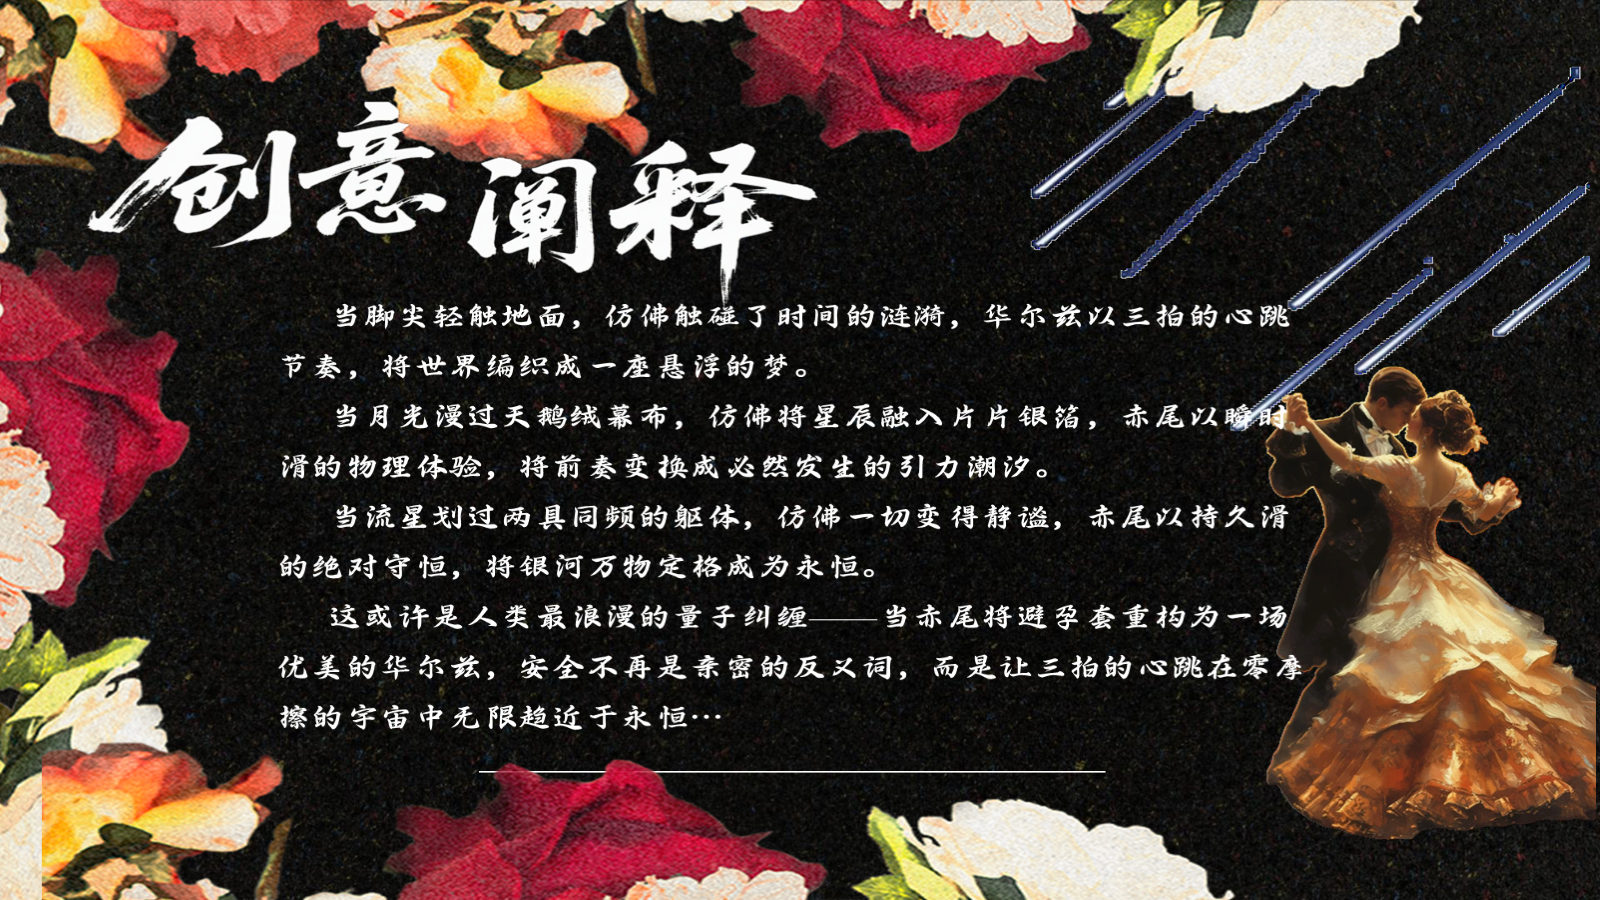 创意阐释
当脚尖轻触地面，仿佛触碰了时间的涟漪，华尔兹以三拍的心跳
节奏，将世界编织成一座悬浮的梦。
当月光漫过天鹅绒幕布，仿佛将星辰融入片片银箔，赤尾以瞬时
滑的物理体验，将前奏变换成必然发生的引力潮汐。
当流星划过两具同频的躯体，仿佛一切变得静谧，赤尾以持久滑
的绝对守恒，将银河万物定格成为永恒。
这或许是人类最浪漫的量子纠缠——当赤尾将避孕套重构为一场
优美的华尔兹，安全不再是亲密的反义词，而是让三拍的心跳在零摩
擦的宇宙中无限趋近于永恒…